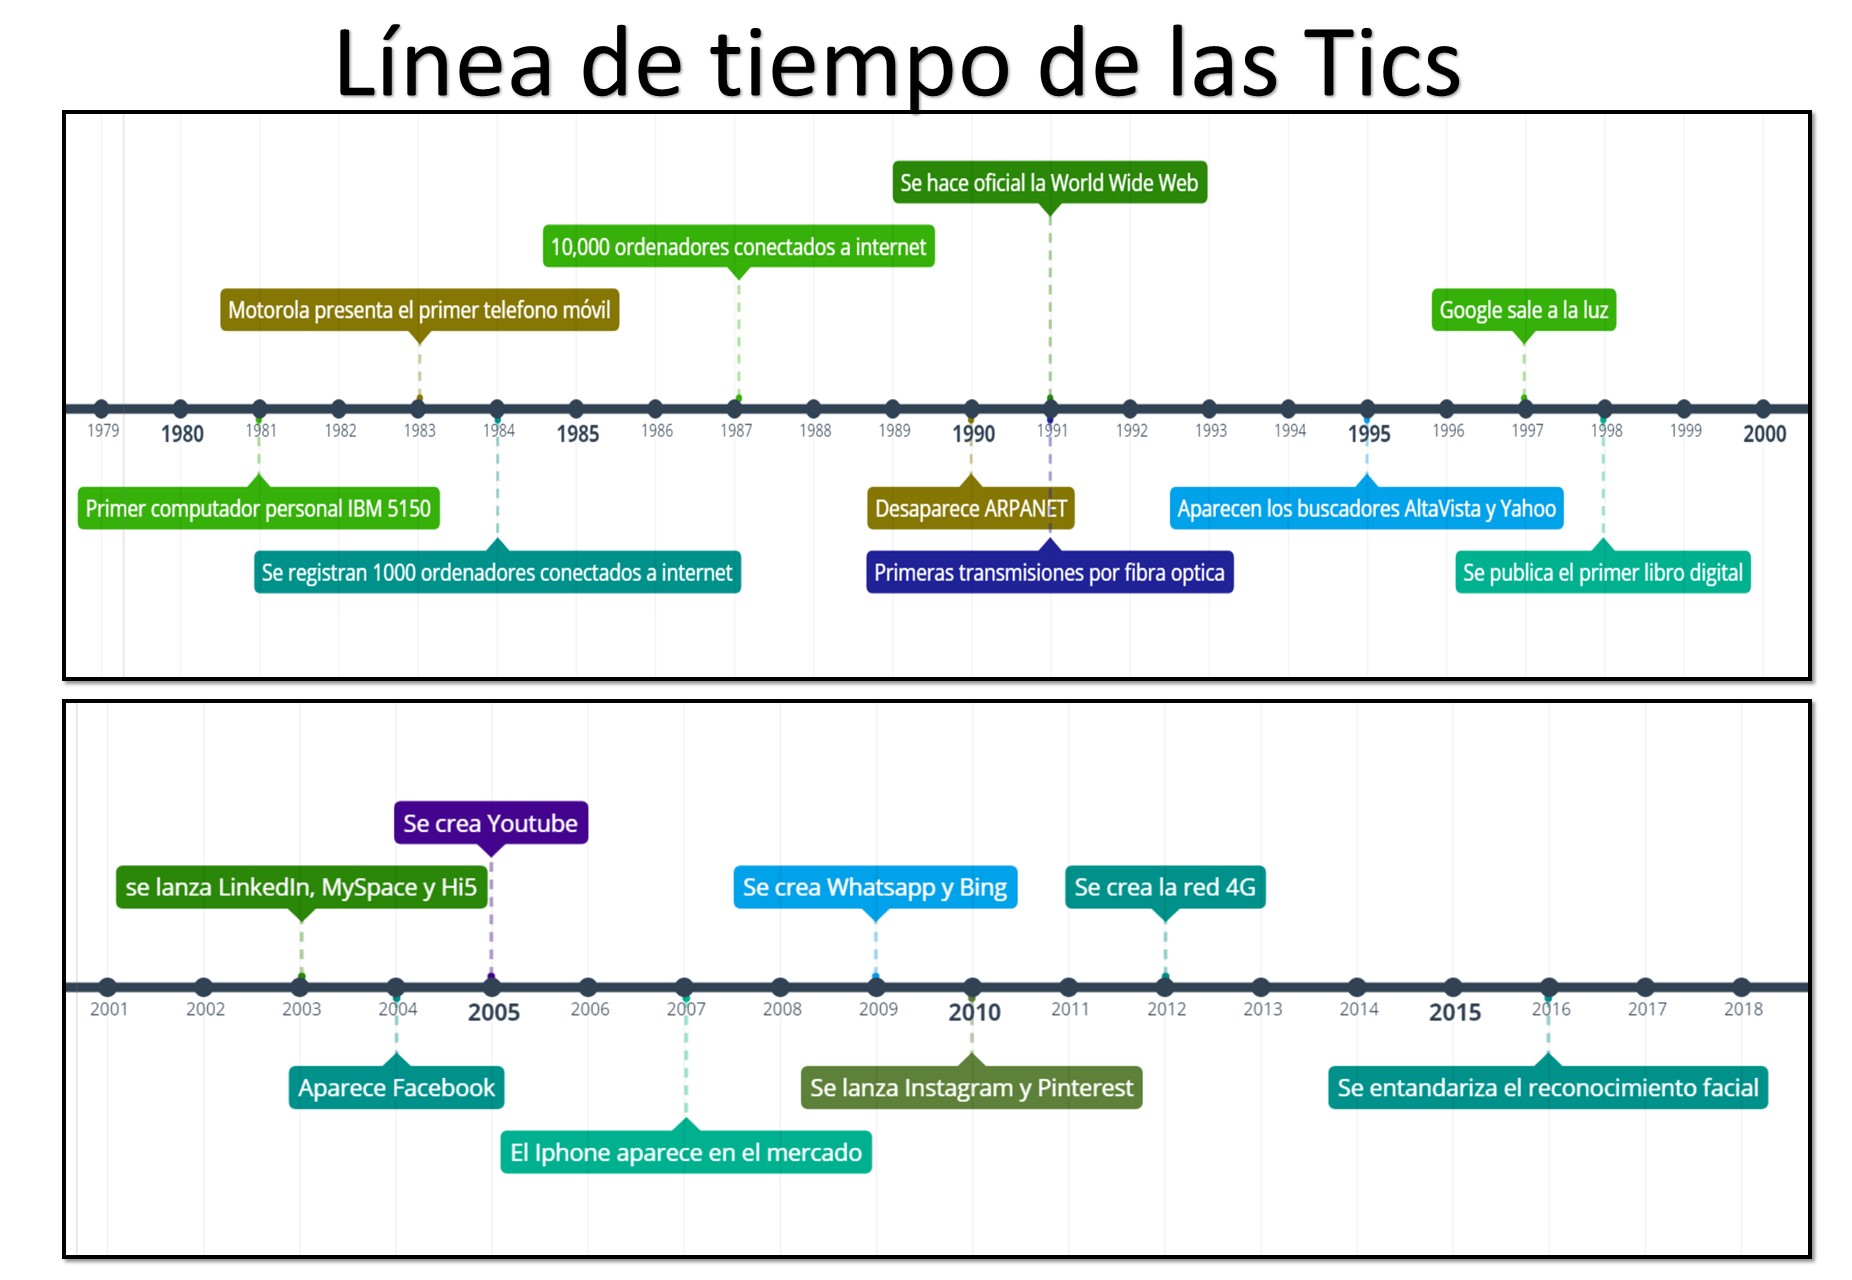 Línea de tiempo de las Tics
Se hace oficial la World Wide Web
10,000 ordenadores conectados a internet
Motorola presenta el primer telefono móvil
Google sale a la luz
1979 1980 1981 1982 1983 1984 1985 1986 1987 1988 1989 1990 1991 1992 1993 1994 1995 1996 1997 1998 1999 2000
Primer computador personal IBM 5150
Desaparece ARPANET
Aparecen los buscadores AltaVista y Yahoo
Se registran 1000 ordenadores conectados a internet
Primeras transmisiones por fibra optica
Se publica el primer libro digital
Se crea Youtube
se lanza LinkedIn, MySpace y Hi5
Se crea Whatsapp y Bing
Se crea la red 4G
2001 2002 2003 2004 2005 2006 2007 2008 2009 2010 2011 2012 2013 2014 2015 2016 2017 2018
Aparece Facebook
Se lanza Instagram y Pinterest
Se entandariza el reconocimiento facial
El Iphone aparece en el mercado